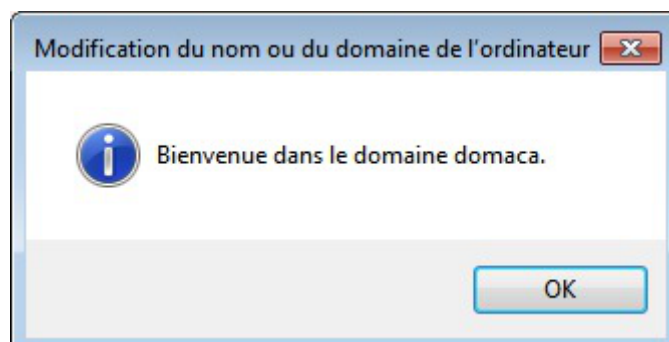 Modification du nom ou du domaine de l'ordinateur
Bienvenue dans le domaine domaca.
OK